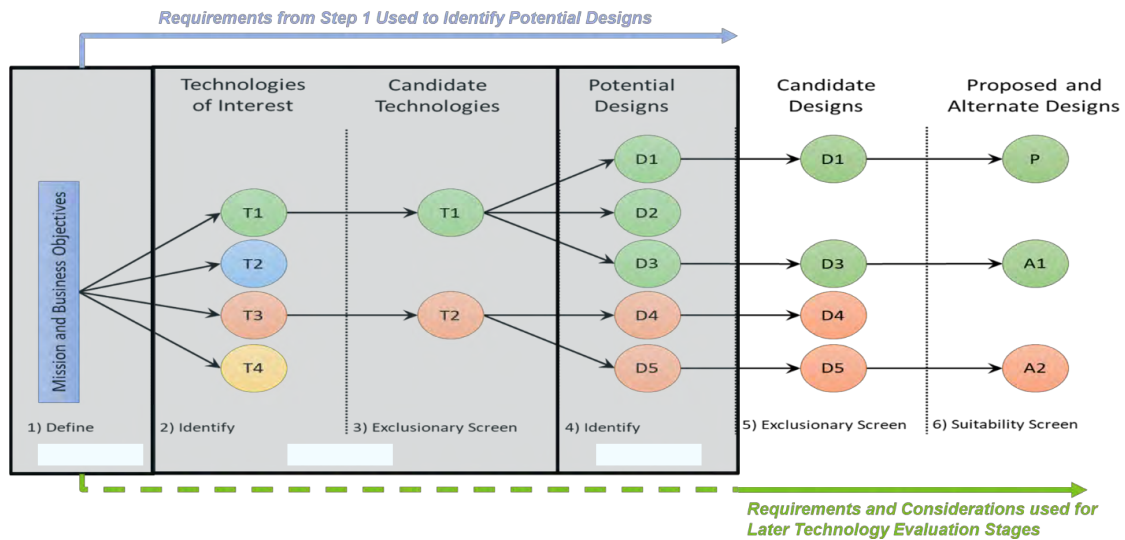 Requirements from Step 1 Used to Identify Potential Designs
Technologies of Interest
Candidate Technologies
Potential Designs
Candidate Designs
Proposed and Alternate Designs
Mission and Business Objectives
T1
T2
T3
T4
T1
T2
D1
D2
D3
D4
D5
D1
D3
D4
D5
P
A1
A2
1) Define
2) Identify
3) Exclusionary Screen
4) Identify
5) Exclusionary Screen
6) Suitability Screen
Requirements and Considerations used for
Later Technology Evaluation Stages